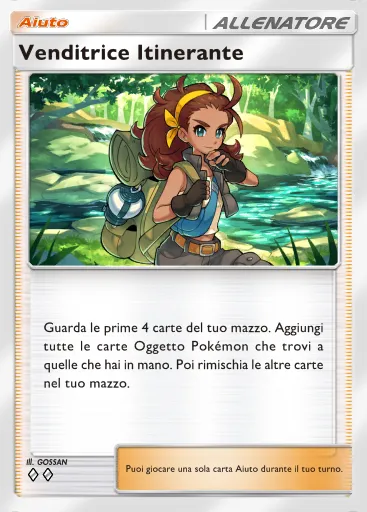 Aiuto
ALLENATORE
Venditrice Itinerante
Guarda le prime 4 carte del tuo mazzo. Aggiungi
tutte le carte Oggetto Pokémon che trovi a
quelle che hai in mano. Poi rimischia le altre carte
nel tuo mazzo.
Ill. GOSSAN
Puoi giocare una sola carta Aiuto durante il tuo turno.